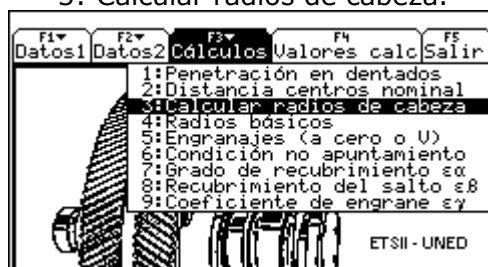 3. Calcular radios de cabeza.
F1▾ F2▾ F3▾ F4 F5
Datos1 Datos2 Cálculos Valores calc Salir
1:Penetración en dentados
2:Distancia centros nominal
3:Calcular radios de cabeza
4:Radios básicos
5:Engranajes (a cero o V)
6:Condición no apuntamiento
7:Grado de recubrimiento εα
8:Recubrimiento del salto εβ
9:Coeficiente de engrane εγ
ETSII - UNED